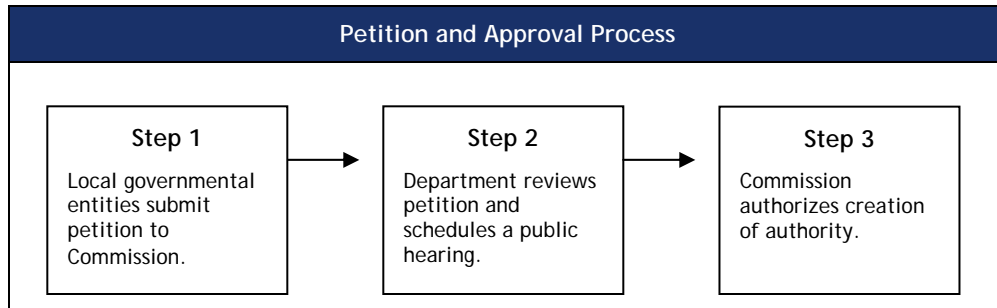 Petition and Approval Process
Step 1
Local governmental
entities submit
petition to
Commission.
Step 2
Department reviews
petition and
schedules a public
hearing.
Step 3
Commission
authorizes creation
of authority.